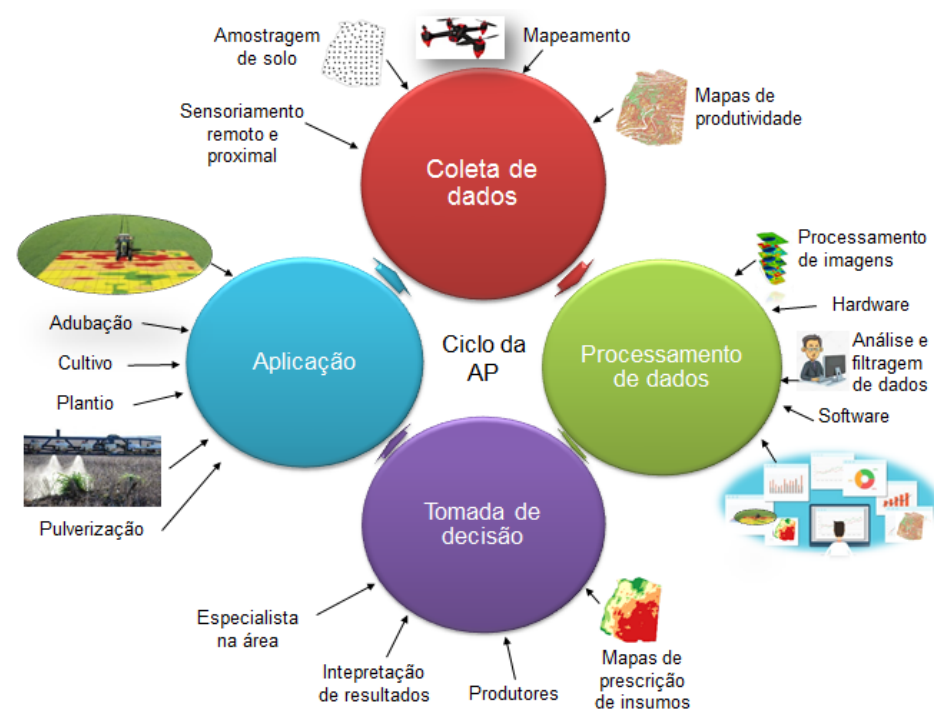 Amostragem
de solo
Mapeamento
Sensoriamento
remoto e
proximal
Mapas de
produtividade
Coleta de
dados
Processamento
de imagens
Hardware
Análise e
filtragem
de dados
Software
Processamento
de dados
Ciclo da
AP
Aplicação
Adubação
Cultivo
Plantio
Pulverização
Tomada de
decisão
Especialista
na área
Intepretação
de resultados
Produtores
Mapas de
prescrição
de insumos